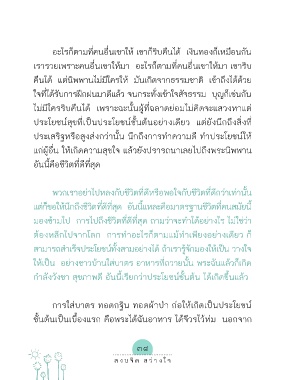 อะไรก็ตามที่คนอื่นเขาให้ เขาก็ริบคืนได้ เงินทองก็เหมือนกัน
เรารวยเพราะคนอื่นเขาให้มา อะไรก็ตามที่คนอื่นเขาให้มา เขาริบ
คืนได้ แต่นิพพานไม่มีใครให้ มันเกิดจากธรรมชาติ เข้าถึงได้ด้วย
ใจที่ได้รับการฝึกฝนมาดีแล้ว จนกระทั่งเข้าใจสัจธรรม บุญก็เช่นกัน
ไม่มีใครริบคืนได้ เพราะฉะนั้นผู้ที่ฉลาดย่อมไม่คิดจะแสวงหาแต่
ประโยชน์สุขที่เป็นประโยชน์ขั้นต้นอย่างเดียว แต่ยังนึกถึงสิ่งที่
ประเสริฐหรือสูงส่งกว่านั้น นึกถึงการทำความดี ทำประโยชน์ให้
แก่ผู้อื่น ให้เกิดความสุขใจ แล้วยังปรารถนาเลยไปถึงพระนิพพาน
อันนี้คือชีวิตที่ดีที่สุด
พวกเราอย่าไปหลงกับชีวิตที่ดีหรือพอใจกับชีวิตที่ดีกว่าเท่านั้น
แต่ก็ขอให้นึกถึงชีวิตที่ดีที่สุด อันนี้แหละคือมาตรฐานชีวิตที่คนสมัยนี้
มองข้ามไป การไปถึงชีวิตที่ดีที่สุด ถามว่าจะทำได้อย่างไร ไม่ใช่ว่า
ต้องหลีกไปจากโลก การทำอะไรก็ตามแม้ทำเพียงอย่างเดียว ก็
สามารถสำเร็จประโยชน์ทั้งสามอย่างได้ ถ้าเรารู้จักมองให้เป็น วางใจ
ให้เป็น อย่างชาวบ้านใส่บาตร อาหารที่ถวายนั้น พระฉันแล้วก็เกิด
กำลังวังชา สุขภาพดี อันนี้เรียกว่าประโยชน์ขั้นต้น ได้เกิดขึ้นแล้ว
การใส่บาตร ทอดกฐิน ทอดผ้าป่า ก่อให้เกิดเป็นประโยชน์
ขั้นต้นเป็นเบื้องแรก คือพระได้ฉันอาหาร ได้จีวรไว้ห่ม นอกจาก
๓๘
สงบจิต สว่างใจ